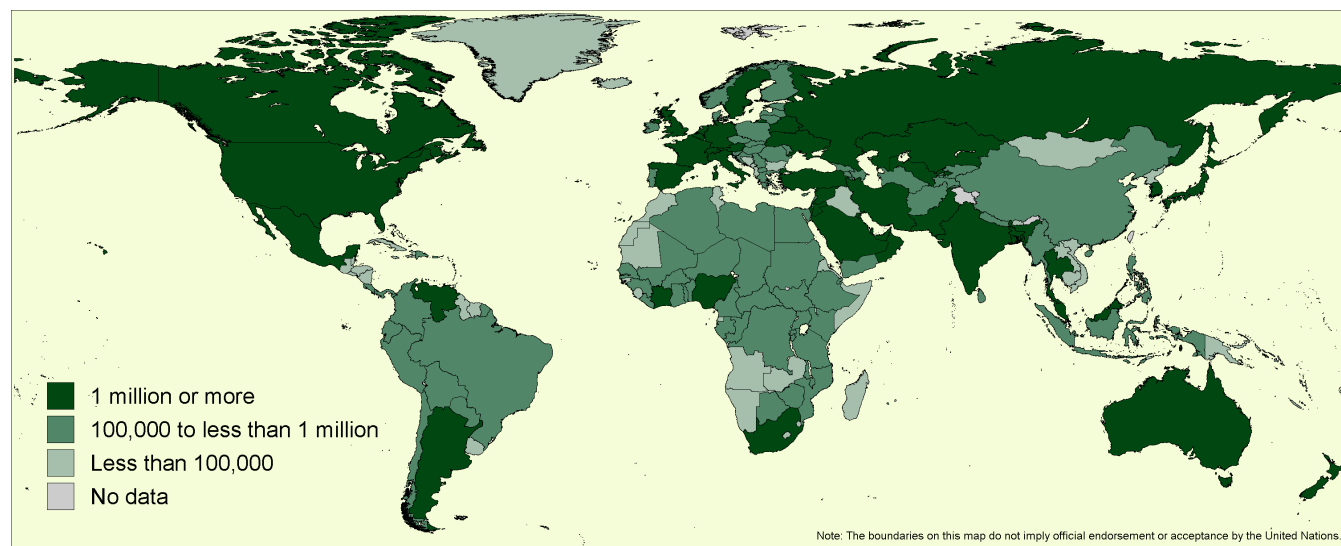 1 million or more
100,000 to less than 1 million
Less than 100,000
No data
Note: The boundaries on this map do not imply official endorsement or acceptance by the United Nations.